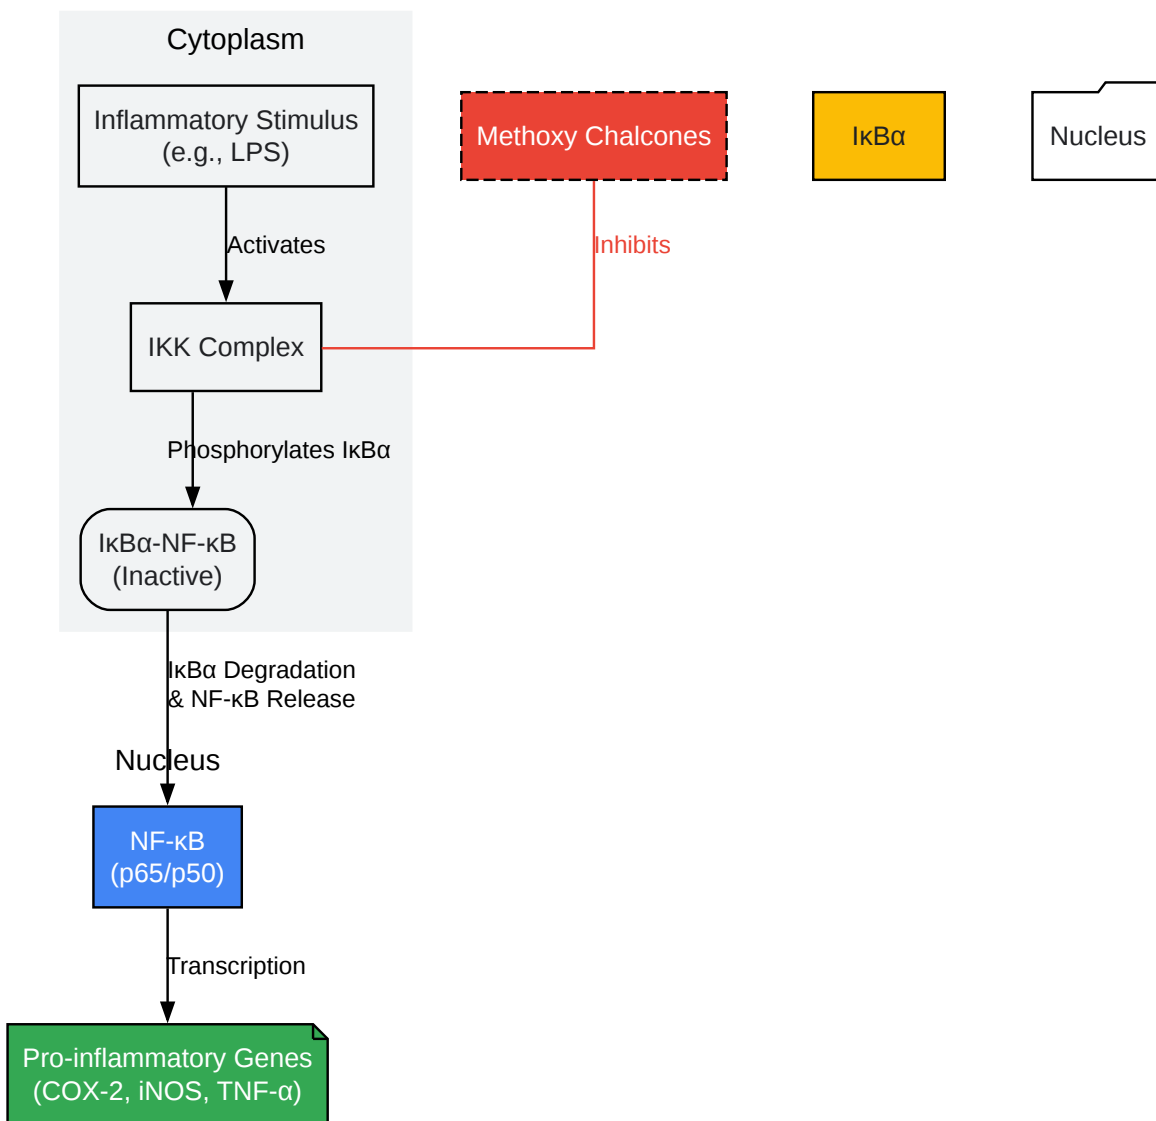 Cytoplasm
Inflammatory Stimulus
(e.g., LPS)
Methoxy Chalcones
IκBα
Nucleus
Activates
Inhibits
IKK Complex
Phosphorylates IκBα
IκBα-NF-κB
(Inactive)
IκBα Degradation
& NF-κB Release
Nucleus
NF-κB
(p65/p50)
Transcription
Pro-inflammatory Genes
(COX-2, iNOS, TNF-α)